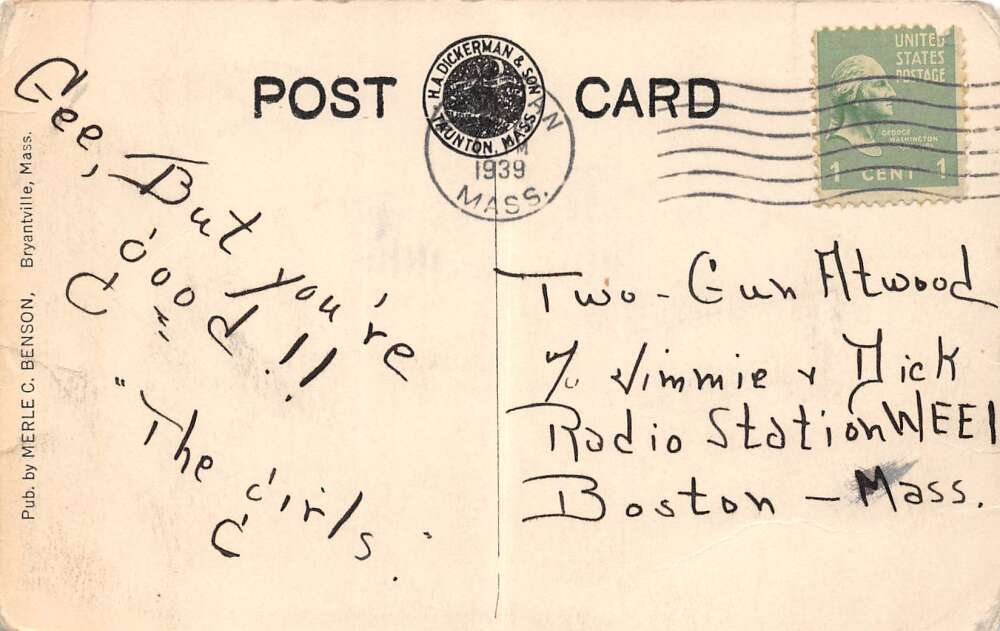 POST CARD
H.A. DICKERMAN & SON
TAUNTON, MASS.
1939
MASS.
UNITED
STATES
POSTAGE
GEORGE
WASHINGTON
1 CENT 1
Pub. by MERLE C. BENSON, Bryantville, Mass.
Gee, But you're
Good!!
"The Girls."
Two-Gun Atwood
℅ Jimmie & Dick
Radio Station WEEI
Boston - Mass.